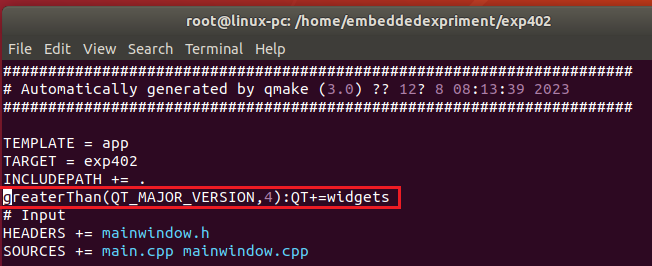 root@linux-pc: /home/embeddedexpriment/exp402
File Edit View Search Terminal Help
######################################################################
# Automatically generated by qmake (3.0) ?? 12? 8 08:13:39 2023
######################################################################
TEMPLATE = app
TARGET = exp402
INCLUDEPATH += .
greaterThan(QT_MAJOR_VERSION,4):QT+=widgets
# Input
HEADERS += mainwindow.h
SOURCES += main.cpp mainwindow.cpp